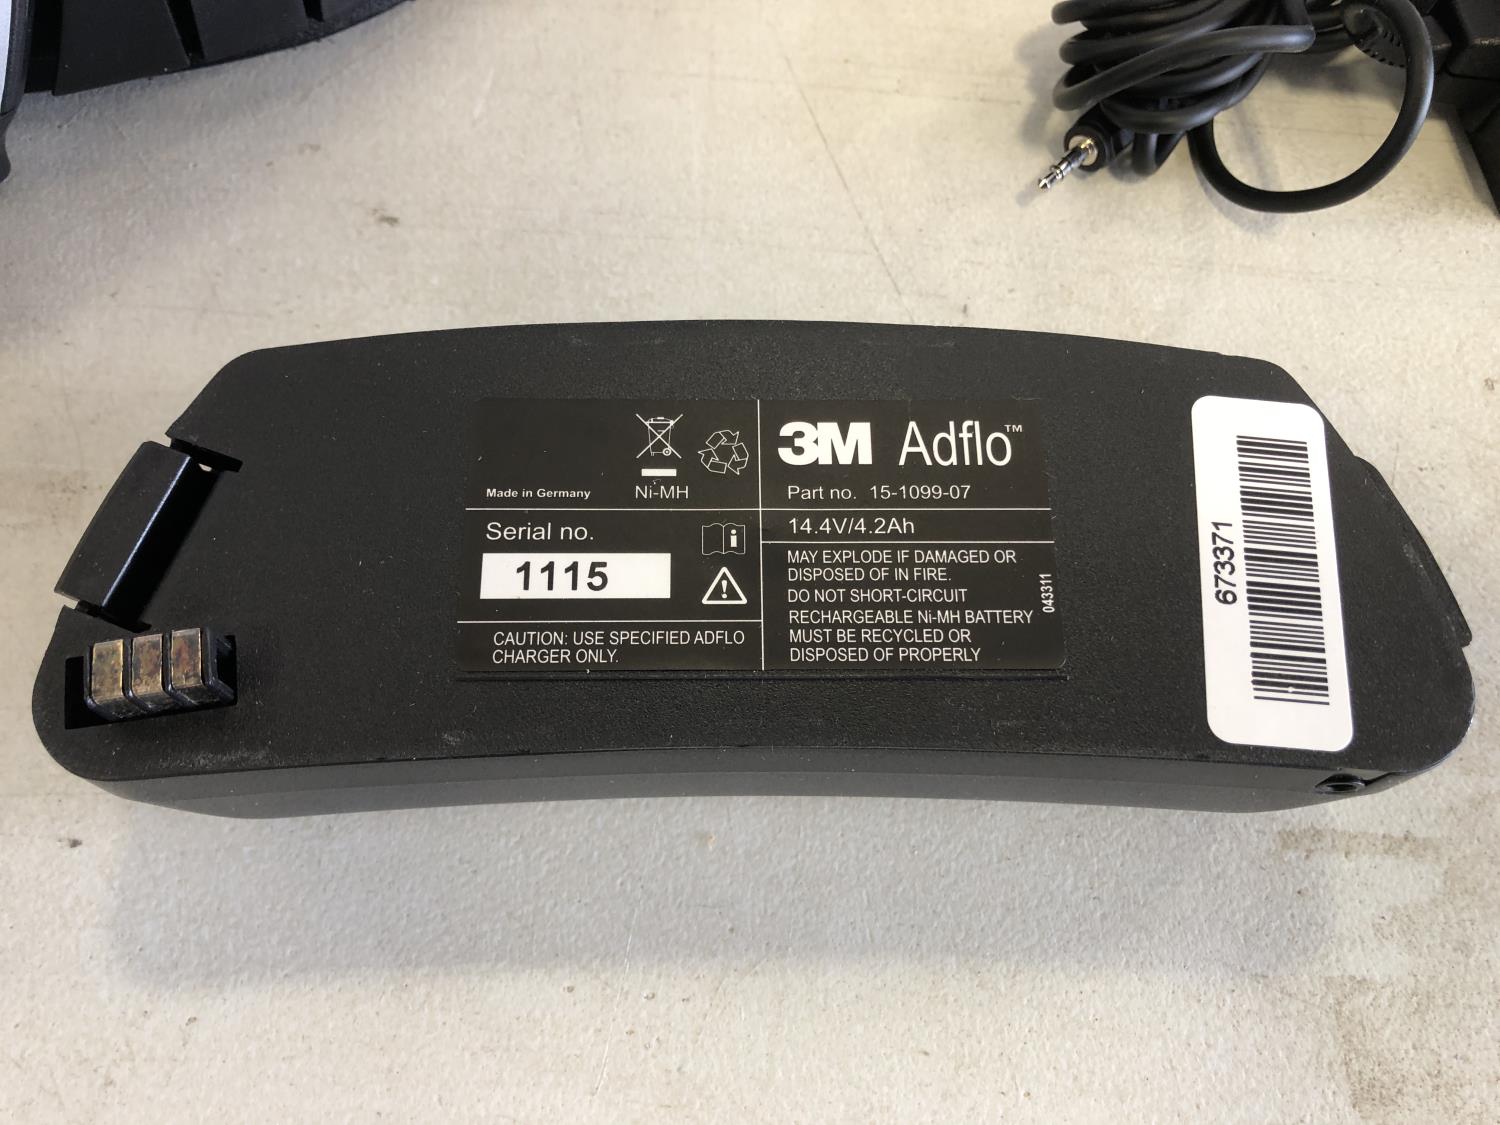 Made in Germany
Ni-MH
3M Adflo™
Part no. 15-1099-07
Serial no.
1115
14.4V/4.2Ah
MAY EXPLODE IF DAMAGED OR
DISPOSED OF IN FIRE.
DO NOT SHORT-CIRCUIT
RECHARGEABLE Ni-MH BATTERY
MUST BE RECYCLED OR
DISPOSED OF PROPERLY
043311
CAUTION: USE SPECIFIED ADFLO
CHARGER ONLY.
673371